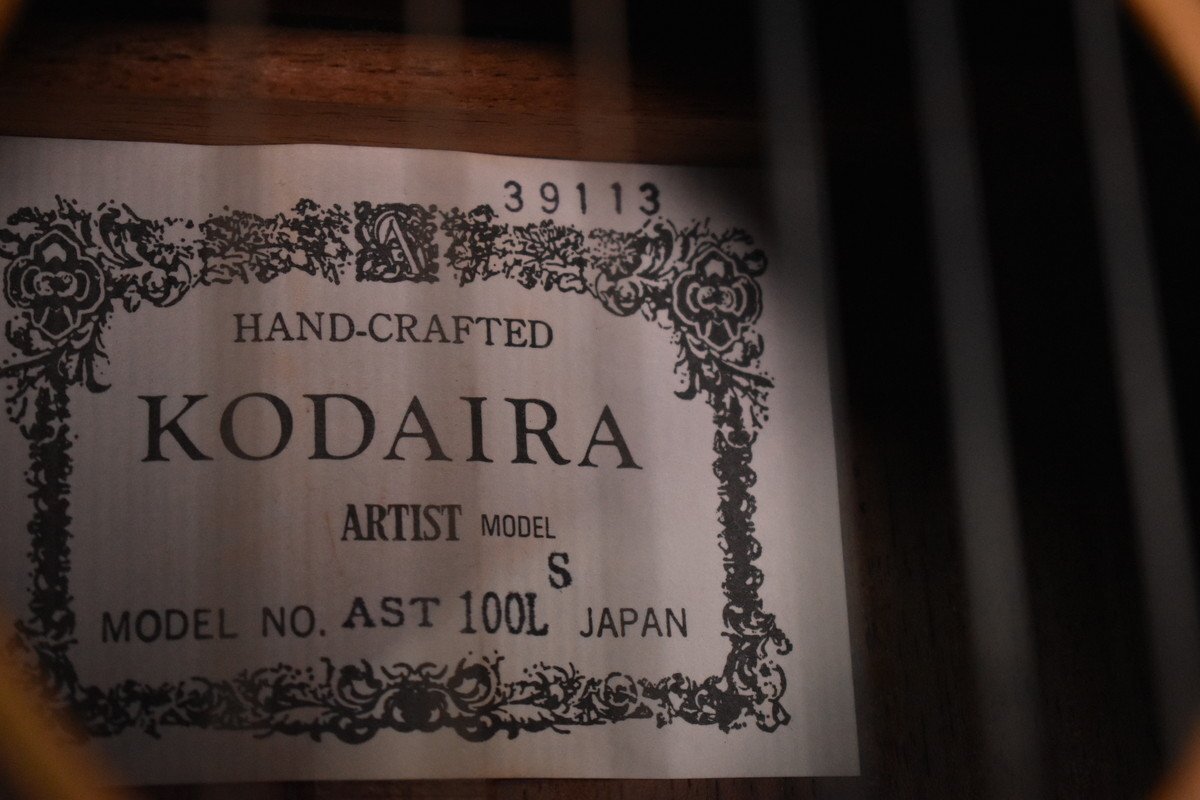 39113
A
HAND-CRAFTED
KODAIRA
ARTIST MODEL
S
MODEL NO. AST 100L JAPAN